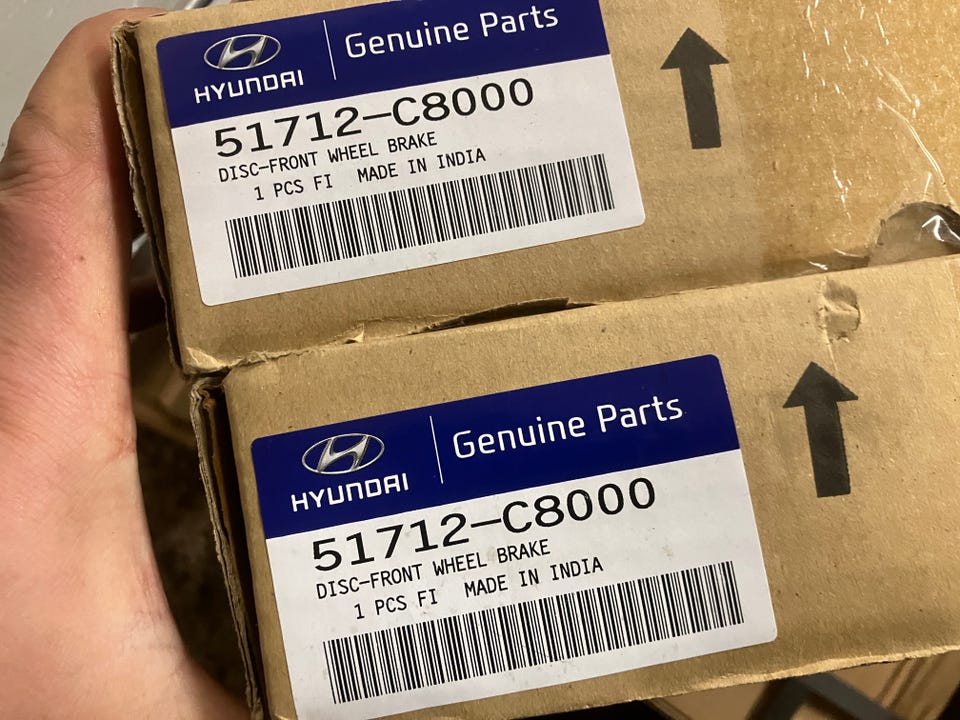 HYUNDAI
Genuine Parts
51712-C8000
DISC-FRONT WHEEL BRAKE
1 PCS FI MADE IN INDIA
HYUNDAI
Genuine Parts
51712-C8000
DISC-FRONT WHEEL BRAKE
1 PCS FI MADE IN INDIA